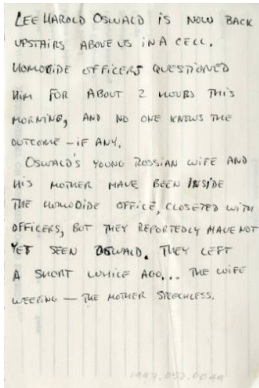 LEE HAROLD OSWALD IS NOW BACK
UPSTAIRS ABOVE US IN A CELL.
HOMODIDE OFFICERS QUESTIONED
HIM FOR ABOUT 2 HOURS THIS
MORNING, AND NO ONE KNOWS THE
OUTCOME — IF ANY.
OSWALD'S YOUNG RUSSIAN WIFE AND
HIS MOTHER HAVE BEEN INSIDE
THE HOMODIDE OFFICE, CLOSETED WITH
OFFICERS, BUT THEY REPORTEDLY HAVE NOT
YET SEEN OSWALD. THEY LEFT
A SHORT WHILE AGO... THE WIFE
WEEPING — THE MOTHER SPEECHLESS.